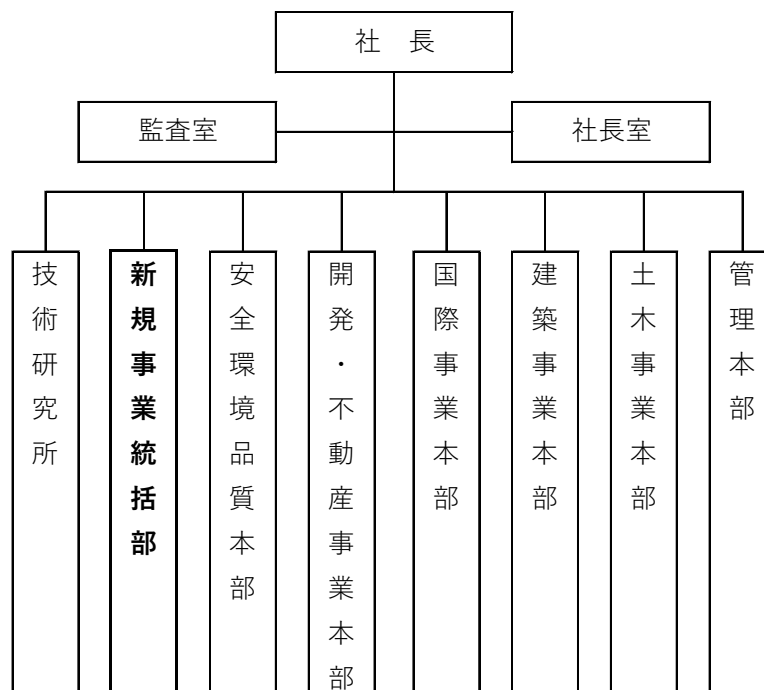 社　長
監査室
社長室
技術研究所
新規事業統括部
安全環境品質本部
開発・不動産事業本部
国際事業本部
建築事業本部
土木事業本部
管理本部